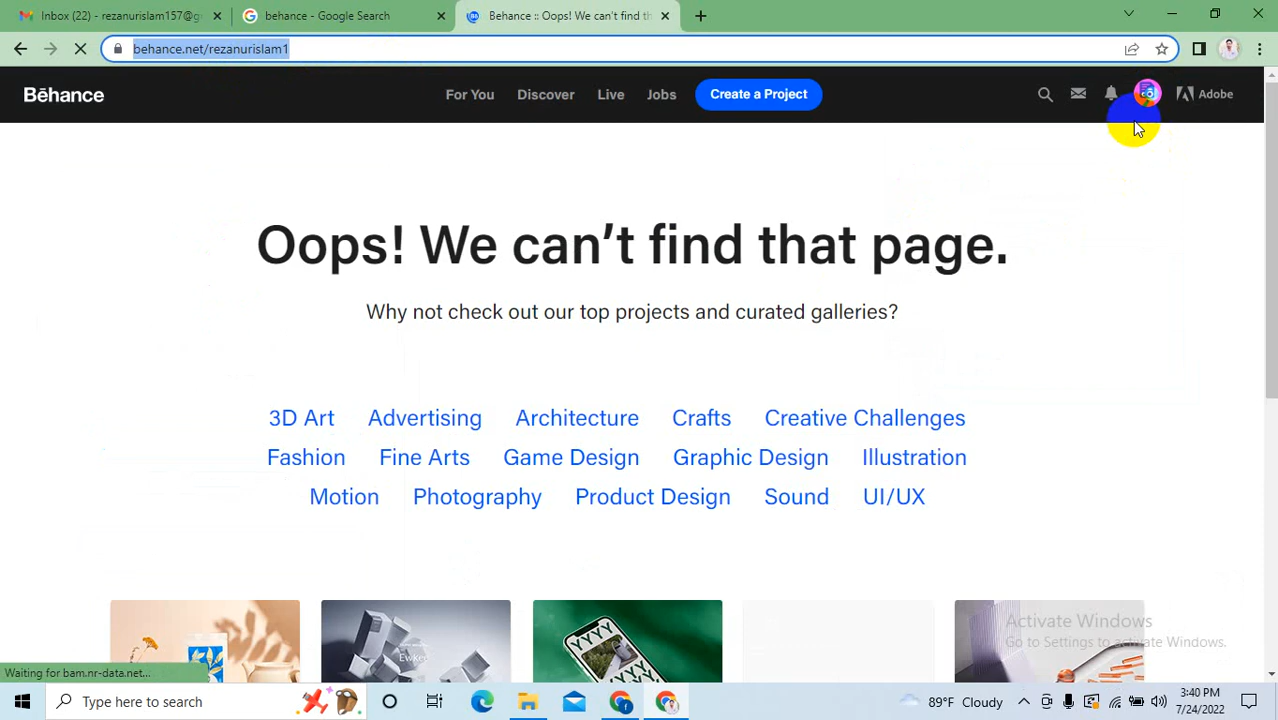 Inbox (22) - rezanurislam157@g
behance - Google Search
Behance :: Oops! We can't find th
behance.net/rezanurislam1
Bēhance
For You
Discover
Live
Jobs
Create a Project
Adobe
Oops! We can't find that page.
Why not check out our top projects and curated galleries?
3D Art Advertising Architecture Crafts Creative Challenges
Fashion Fine Arts Game Design Graphic Design Illustration
Motion Photography Product Design Sound UI/UX
YYYY
Activate Windows
Go to Settings to activate Windows.
Waiting for bam.nr-data.net...
Type here to search
89°F Cloudy
3:40 PM
7/24/2022